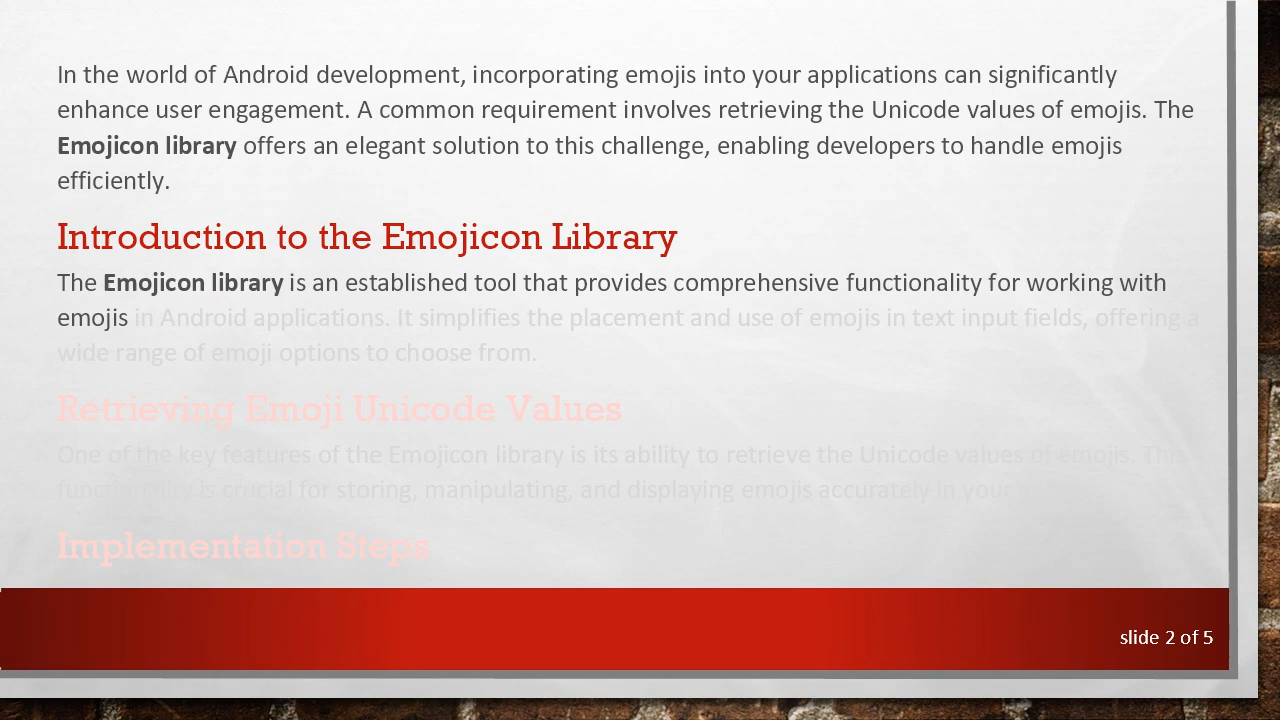 In the world of Android development, incorporating emojis into your applications can significantly
enhance user engagement. A common requirement involves retrieving the Unicode values of emojis. The
Emojicon library offers an elegant solution to this challenge, enabling developers to handle emojis
efficiently.
Introduction to the Emojicon Library
The Emojicon library is an established tool that provides comprehensive functionality for working with
emojis in Android applications. It simplifies the placement and use of emojis in text input fields, offering a
wide range of emoji options to choose from.
Retrieving Emoji Unicode Values
One of the key features of the Emojicon library is its ability to retrieve the Unicode values of emojis. This
functionality is crucial for storing, manipulating, and displaying emojis accurately in your
Implementation Steps
slide 2 of 5